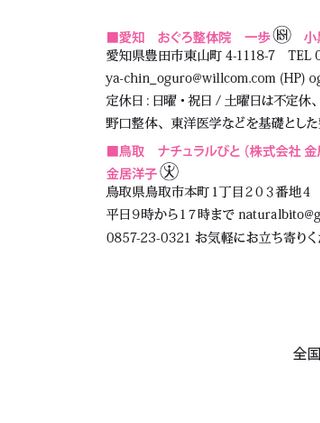 ■愛知　おぐろ整体院　一歩　小黒
愛知県豊田市東山町 4-1118-7　TEL 0
ya-chin_oguro@willcom.com (HP) og
定休日 : 日曜・祝日 / 土曜日は不定休、
野口整体、東洋医学などを基礎とした
■鳥取　ナチュラルびと（株式会社 金
金居洋子
鳥取県鳥取市本町１丁目２０３番地4
平日９時から１７時まで naturalbito@g
0857-23-0321 お気軽にお立ち寄りく
全国